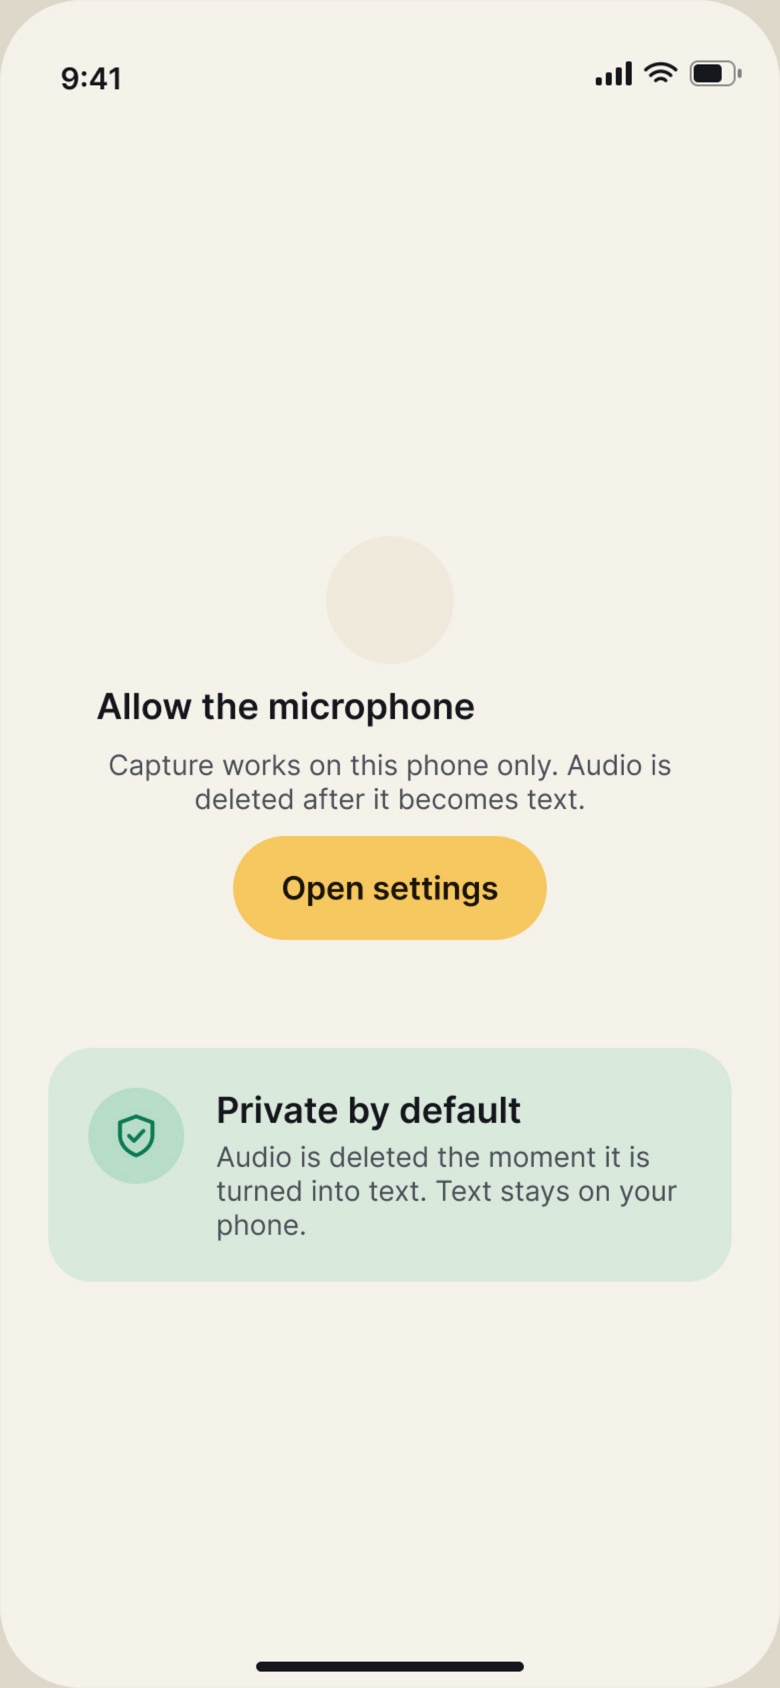 9:41
Allow the microphone
Capture works on this phone only. Audio is
deleted after it becomes text.
Open settings
Private by default
Audio is deleted the moment it is
turned into text. Text stays on your
phone.